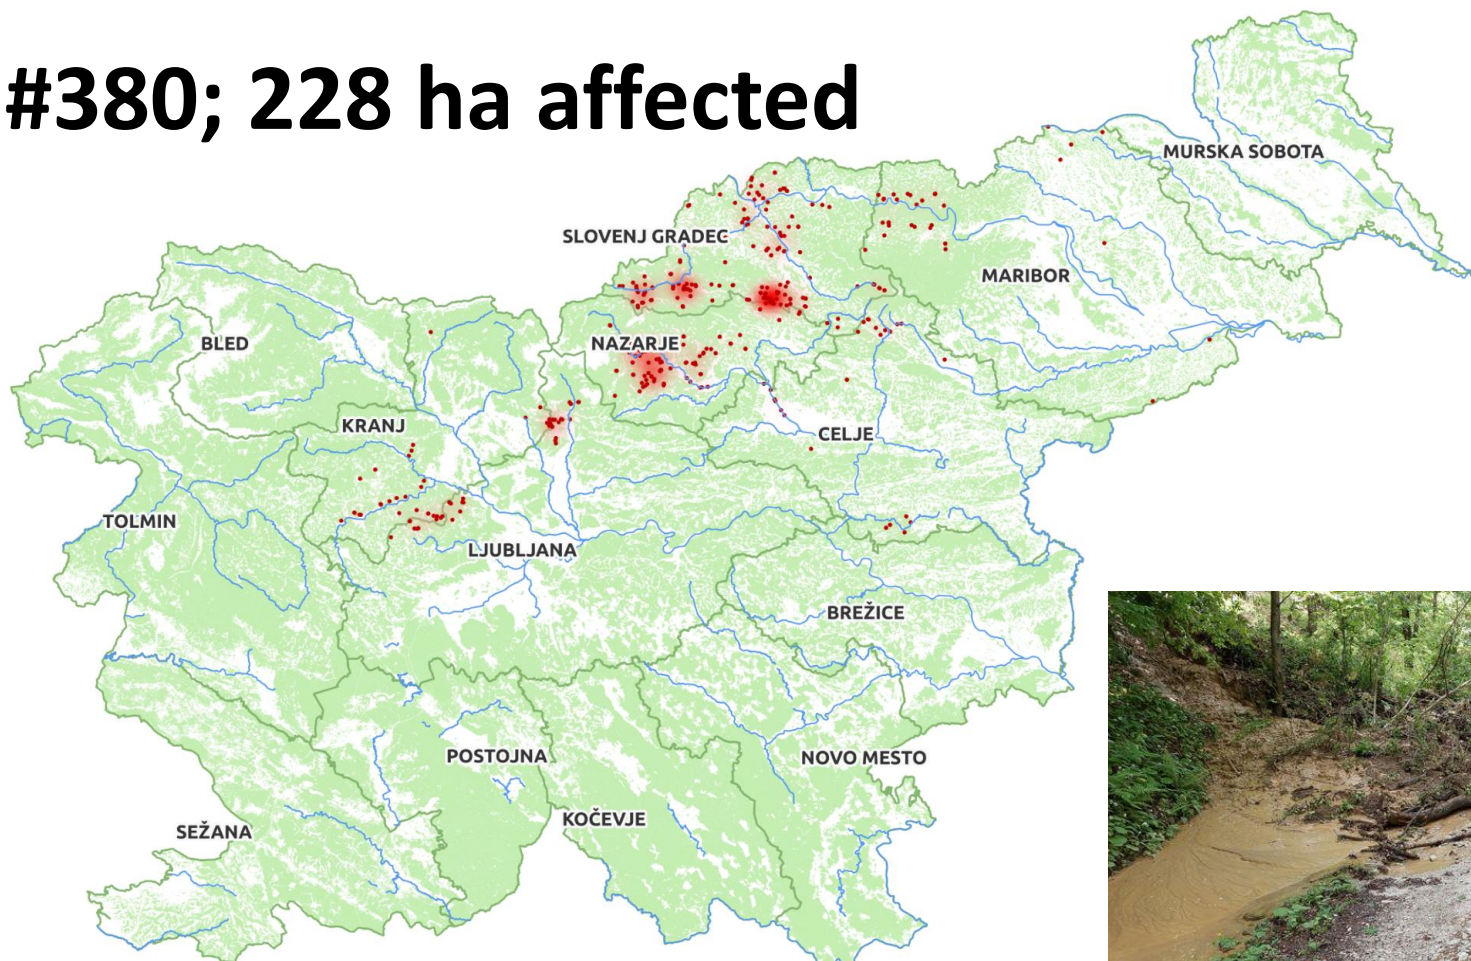 #380; 228 ha affected
MURSKA SOBOTA
SLOVENJ GRADEC
MARIBOR
BLED
NAZARJE
KRANJ
CELJE
TOLMIN
LJUBLJANA
BREŽICE
POSTOJNA
NOVO MESTO
KOČEVJE
SEŽANA